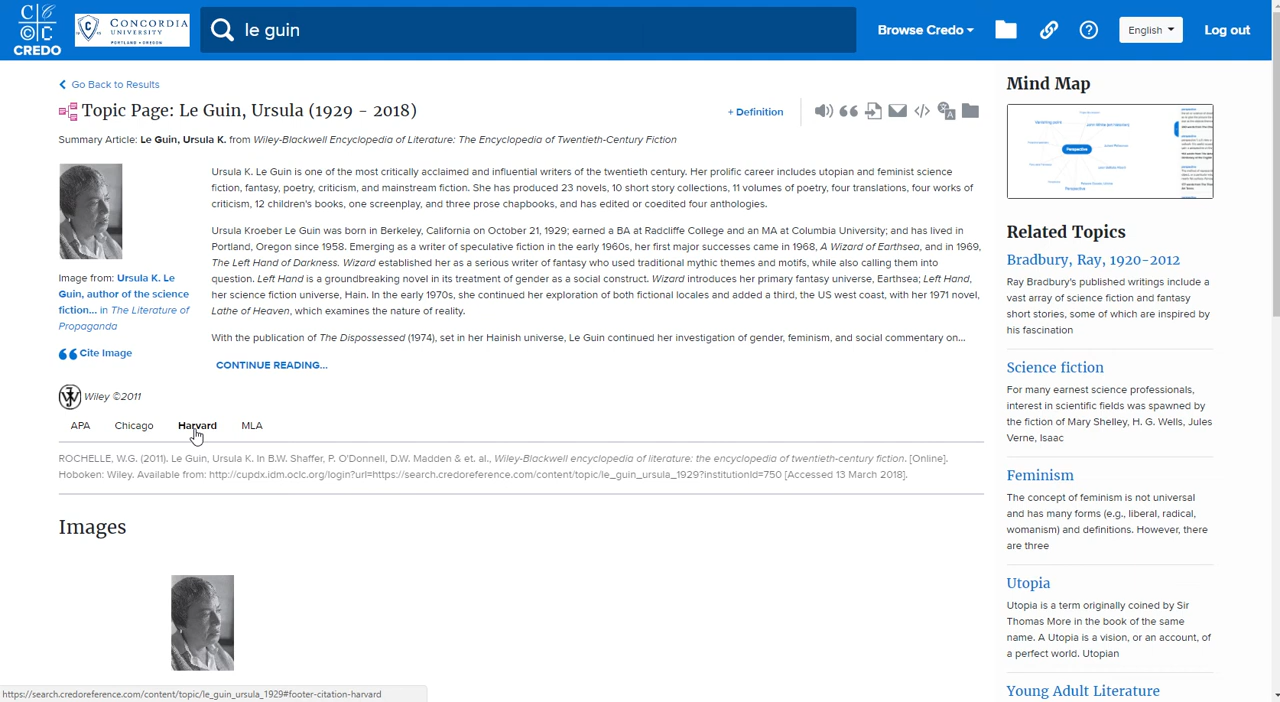 CREDO
CONCORDIA
UNIVERSITY
PORTLAND • OREGON
le guin
Browse Credo
English
Log out
Go Back to Results
Topic Page: Le Guin, Ursula (1929 - 2018)
+ Definition
Summary Article: Le Guin, Ursula K. from Wiley-Blackwell Encyclopedia of Literature: The Encyclopedia of Twentieth-Century Fiction
Ursula K. Le Guin is one of the most critically acclaimed and influential writers of the twentieth century. Her prolific career includes utopian and feminist science
fiction, fantasy, poetry, criticism, and mainstream fiction. She has produced 23 novels, 10 short story collections, 11 volumes of poetry, four translations, four works of
criticism, 12 children's books, one screenplay, and three prose chapbooks, and has edited or coedited four anthologies.
Ursula Kroeber Le Guin was born in Berkeley, California on October 21, 1929; earned a BA at Radcliffe College and an MA at Columbia University; and has lived in
Portland, Oregon since 1958. Emerging as a writer of speculative fiction in the early 1960s, her first major successes came in 1968, A Wizard of Earthsea, and in 1969,
The Left Hand of Darkness. Wizard established her as a serious writer of fantasy who used traditional mythic themes and motifs, while also calling them into
question. Left Hand is a groundbreaking novel in its treatment of gender as a social construct. Wizard introduces her primary fantasy universe, Earthsea; Left Hand,
her science fiction universe, Hain. In the early 1970s, she continued her exploration of both fictional locales and added a third, the US west coast, with her 1971 novel,
Lathe of Heaven, which examines the nature of reality.
With the publication of The Dispossessed (1974), set in her Hainish universe, Le Guin continued her investigation of gender, feminism, and social commentary on...
CONTINUE READING...
Image from: Ursula K. Le
Guin, author of the science
fiction... in The Literature of
Propaganda
Cite Image
Wiley ©2011
APA Chicago Harvard MLA
ROCHELLE, W.G. (2011). Le Guin, Ursula K. In B.W. Shaffer, P. O'Donnell, D.W. Madden & et. al., Wiley-Blackwell encyclopedia of literature: the encyclopedia of twentieth-century fiction. [Online].
Hoboken: Wiley. Available from: http://cupdx.idm.oclc.org/login?url=https://search.credoreference.com/content/topic/le_guin_ursula_1929?institutionId=750 [Accessed 13 March 2018].
Images
Mind Map
Perspective
Related Topics
Bradbury, Ray, 1920-2012
Ray Bradbury's published writings include a
vast array of science fiction and fantasy
short stories, some of which are inspired by
his fascination
Science fiction
For many earnest science professionals,
interest in scientific fields was spawned by
the fiction of Mary Shelley, H. G. Wells, Jules
Verne, Isaac
Feminism
The concept of feminism is not universal
and has many forms (e.g., liberal, radical,
womanism) and definitions. However, there
are three
Utopia
Utopia is a term originally coined by Sir
Thomas More in the book of the same
name. A Utopia is a vision, or an account, of
a perfect world. Utopian
Young Adult Literature
https://search.credoreference.com/content/topic/le_guin_ursula_1929#footer-citation-harvard